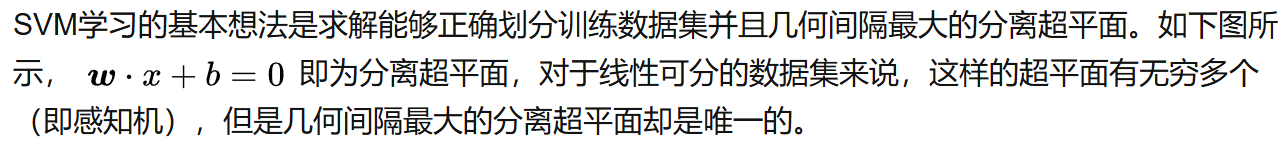 SVM学习的基本想法是求解能够正确划分训练数据集并且几何间隔最大的分离超平面。如下图所
示， w · x + b = 0 即为分离超平面，对于线性可分的数据集来说，这样的超平面有无穷多个
（即感知机），但是几何间隔最大的分离超平面却是唯一的。